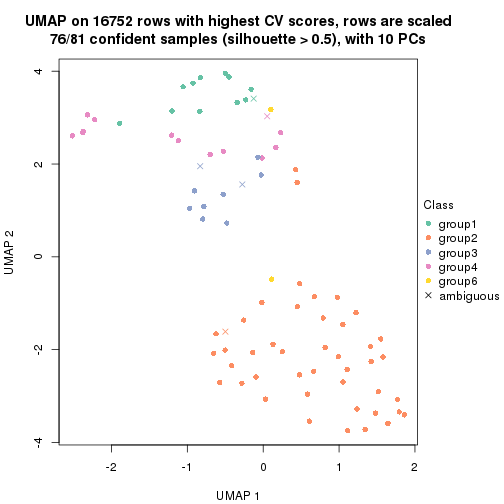 UMAP on 16752 rows with highest CV scores, rows are scaled
76/81 confident samples (silhouette > 0.5), with 10 PCs
4
2
0
-2
-4
UMAP 2
-2
-1
0
1
2
UMAP 1
Class
group1
group2
group3
group4
group6
ambiguous